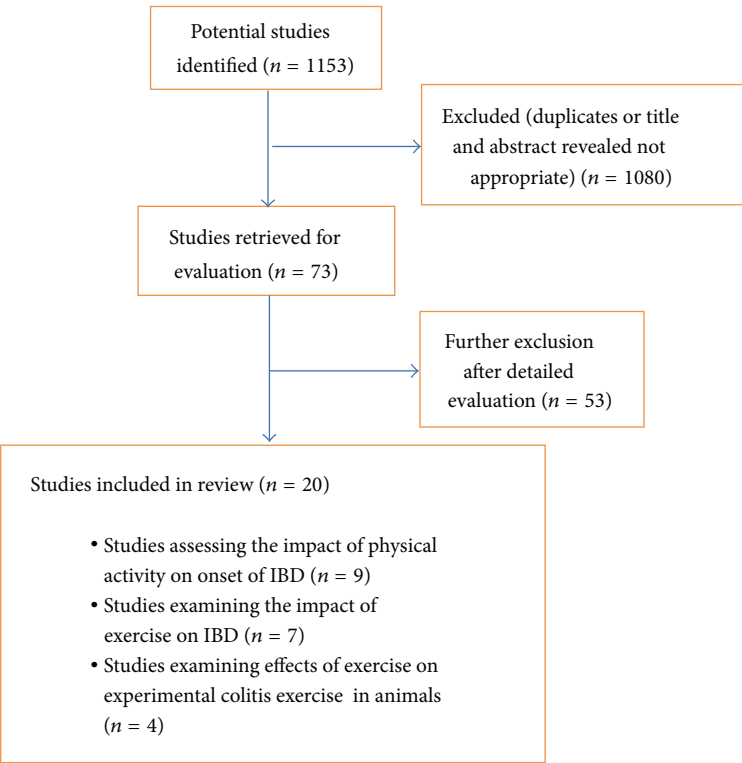 Potential studies
identified (n = 1153)
Excluded (duplicates or title
and abstract revealed not
appropriate) (n = 1080)
Studies retrieved for
evaluation (n = 73)
Further exclusion
after detailed
evaluation (n = 53)
Studies included in review (n = 20)
• Studies assessing the impact of physical
activity on onset of IBD (n = 9)
• Studies examining the impact of
exercise on IBD (n = 7)
• Studies examining effects of exercise on
experimental colitis exercise in animals
(n = 4)